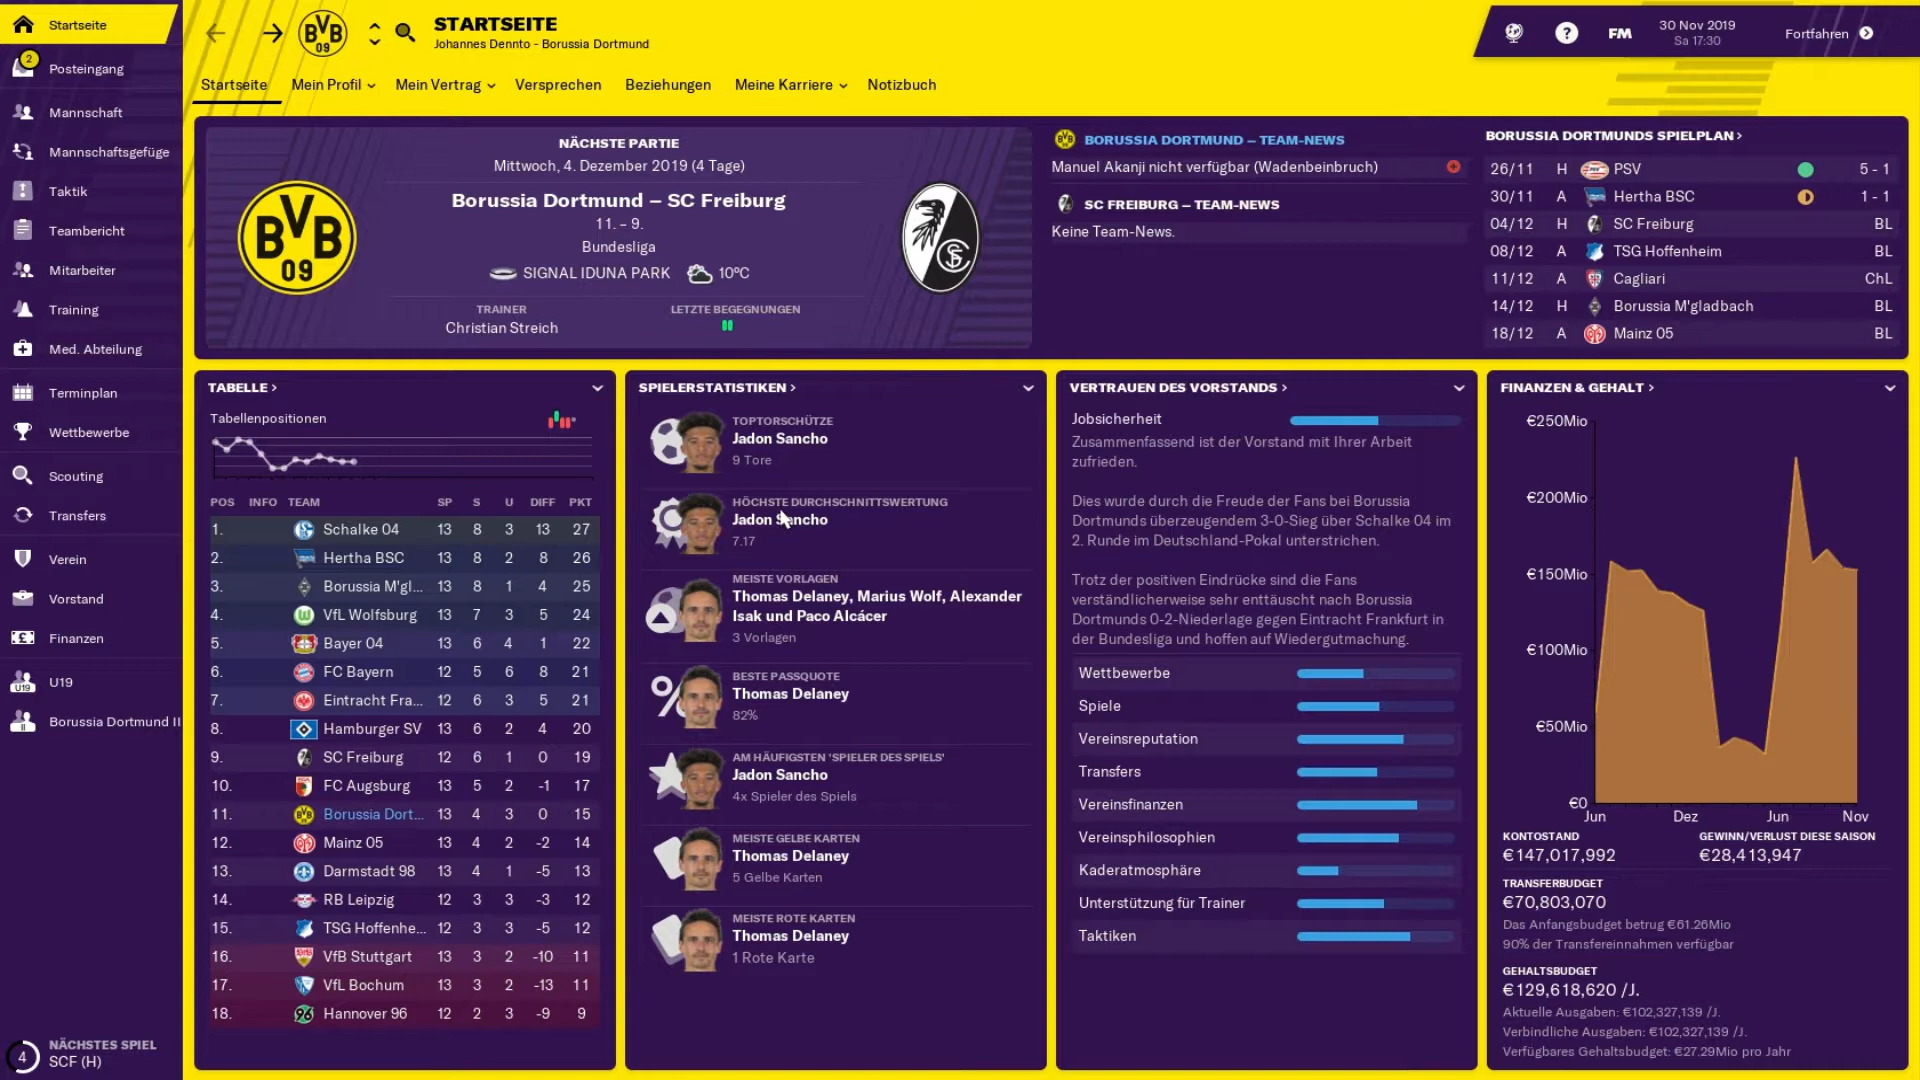 Startseite
2
Posteingang
Mannschaft
Mannschaftsgefüge
Taktik
Teambericht
Mitarbeiter
Training
Med. Abteilung
Terminplan
Wettbewerbe
Scouting
Transfers
Verein
Vorstand
Finanzen
U19
U19
II
Borussia Dortmund II
4
NÄCHSTES SPIEL
SCF (H)
BVB 09
STARTSEITE
Johannes Dennto - Borussia Dortmund
?
FM
30 Nov 2019
Sa 17:30
Fortfahren
Startseite
Mein Profil
Mein Vertrag
Versprechen
Beziehungen
Meine Karriere
Notizbuch
NÄCHSTE PARTIE
Mittwoch, 4. Dezember 2019 (4 Tage)
BVB 09
Borussia Dortmund – SC Freiburg
11. – 9.
Bundesliga
SIGNAL IDUNA PARK 10°C
TRAINER
Christian Streich
LETZTE BEGEGNUNGEN
BORUSSIA DORTMUND – TEAM-NEWS
Manuel Akanji nicht verfügbar (Wadenbeinbruch)
SC FREIBURG – TEAM-NEWS
Keine Team-News.
BORUSSIA DORTMUNDS SPIELPLAN >
26/11 H PSV 5 - 1
30/11 A Hertha BSC 1 - 1
04/12 H SC Freiburg BL
08/12 A TSG Hoffenheim BL
11/12 A Cagliari ChL
14/12 H Borussia M'gladbach BL
18/12 A Mainz 05 BL
TABELLE >
Tabellenpositionen
POS INFO TEAM SP S U DIFF PKT
1. Schalke 04 13 8 3 13 27
2. Hertha BSC 13 8 2 8 26
3. Borussia M'gl... 13 8 1 4 25
4. VfL Wolfsburg 13 7 3 5 24
5. Bayer 04 13 6 4 1 22
6. FC Bayern 12 5 6 8 21
7. Eintracht Fra... 12 6 3 5 21
8. Hamburger SV 13 6 2 4 20
9. SC Freiburg 12 6 1 0 19
10. FC Augsburg 13 5 2 -1 17
11. Borussia Dort... 13 4 3 0 15
12. Mainz 05 13 4 2 -2 14
13. Darmstadt 98 13 4 1 -5 13
14. RB Leipzig 12 3 3 -3 12
15. TSG Hoffenhe... 12 3 3 -5 12
16. VfB Stuttgart 13 3 2 -10 11
17. VfL Bochum 13 3 2 -13 11
18. Hannover 96 12 2 3 -9 9
SPIELERSTATISTIKEN >
TOPTORSCHÜTZE
Jadon Sancho
9 Tore
HÖCHSTE DURCHSCHNITTSWERTUNG
Jadon Sancho
7.17
MEISTE VORLAGEN
Thomas Delaney, Marius Wolf, Alexander
Isak und Paco Alcácer
3 Vorlagen
BESTE PASSQUOTE
Thomas Delaney
82%
AM HÄUFIGSTEN 'SPIELER DES SPIELS'
Jadon Sancho
4x Spieler des Spiels
MEISTE GELBE KARTEN
Thomas Delaney
5 Gelbe Karten
MEISTE ROTE KARTEN
Thomas Delaney
1 Rote Karte
VERTRAUEN DES VORSTANDS >
Jobsicherheit
Zusammenfassend ist der Vorstand mit Ihrer Arbeit
zufrieden.
Dies wurde durch die Freude der Fans bei Borussia
Dortmunds überzeugendem 3-0-Sieg über Schalke 04 im
2. Runde im Deutschland-Pokal unterstrichen.
Trotz der positiven Eindrücke sind die Fans
verständlicherweise sehr enttäuscht nach Borussia
Dortmunds 0-2-Niederlage gegen Eintracht Frankfurt in
der Bundesliga und hoffen auf Wiedergutmachung.
Wettbewerbe
Spiele
Vereinsreputation
Transfers
Vereinsfinanzen
Vereinsphilosophien
Kaderatmosphäre
Unterstützung für Trainer
Taktiken
FINANZEN & GEHALT >
€250Mio
€200Mio
€150Mio
€100Mio
€50Mio
€0
Jun Dez Jun Nov
KONTOSTAND
€147,017,992
GEWINN/VERLUST DIESE SAISON
€28,413,947
TRANSFERBUDGET
€70,803,070
Das Anfangsbudget betrug €61.26Mio
90% der Transfereinnahmen verfügbar
GEHALTSBUDGET
€129,618,620 /J.
Aktuelle Ausgaben: €102,327,139 /J.
Verbindliche Ausgaben: €102,327,139 /J.
Verfügbares Gehaltsbudget: €27.29Mio pro Jahr